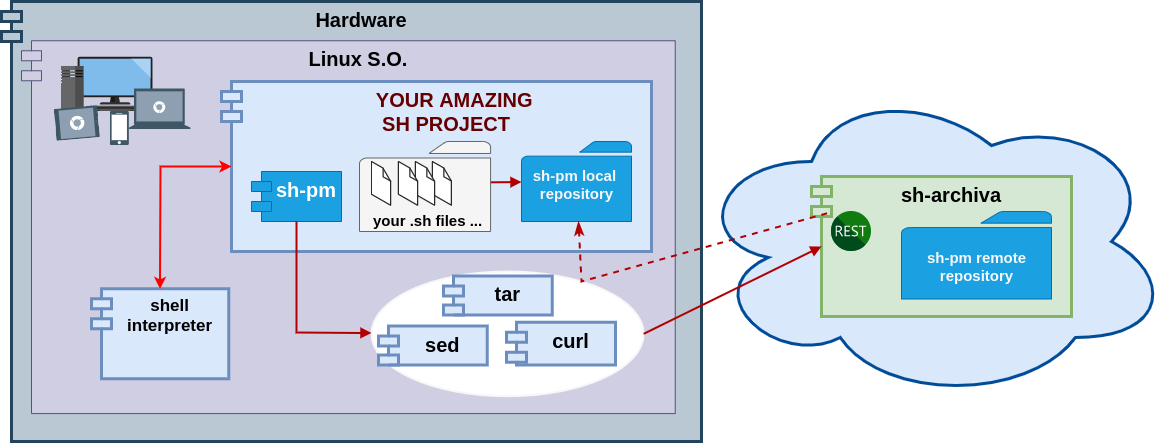 Hardware
Linux S.O.
YOUR AMAZING
SH PROJECT
sh-pm
your .sh files ...
sh-pm local
repository
sh-archiva
REST
sh-pm remote
repository
shell
interpreter
tar
sed
curl